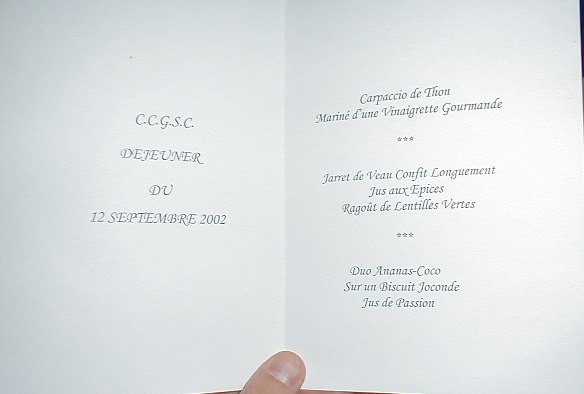 C.C.G.S.C.
DEJEUNER
DU
12 SEPTEMBRE 2002
Carpaccio de Thon
Mariné d'une Vinaigrette Gourmande
***
Jarret de Veau Confit Longuement
Jus aux Epices
Ragoût de Lentilles Vertes
***
Duo Ananas-Coco
Sur un Biscuit Joconde
Jus de Passion